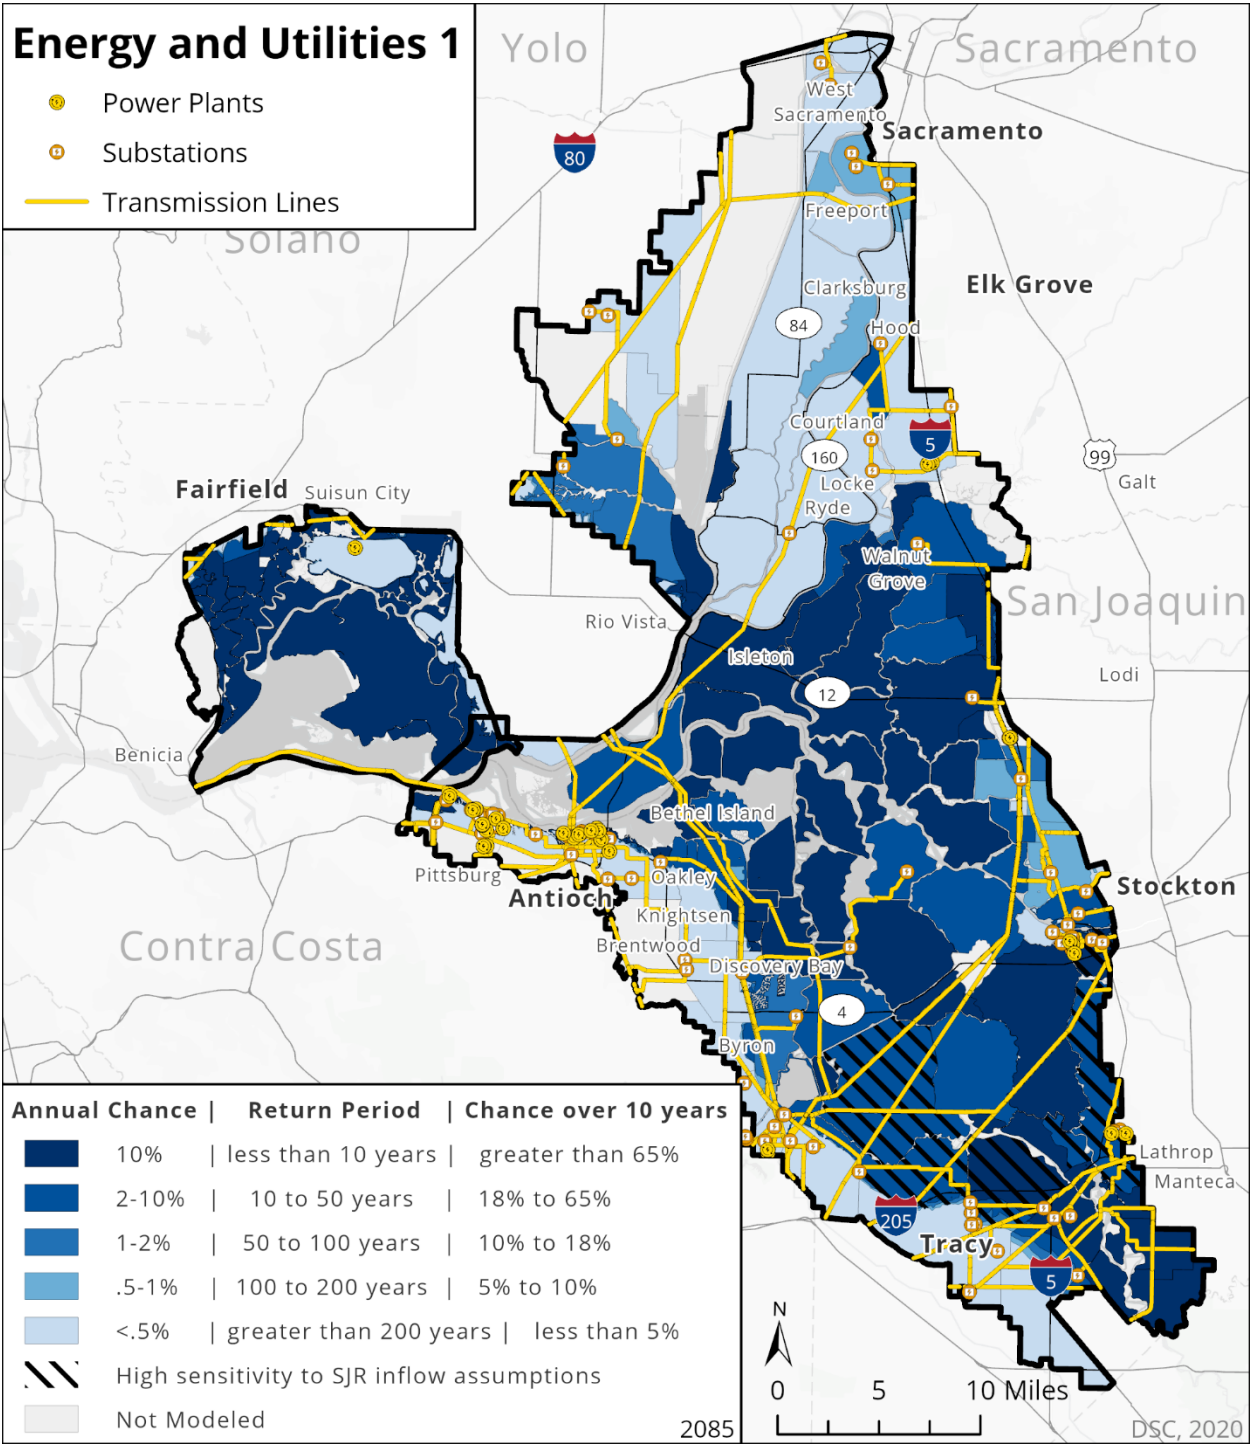 Energy and Utilities 1
Power Plants
Substations
Transmission Lines
Yolo
Sacramento
80
West
Sacramento
Sacramento
Solano
Freeport
Elk Grove
Clarksburg
84
Hood
Courtland
5
160
99
Locke
Galt
Ryde
Fairfield
Suisun City
Walnut
Grove
San Joaquin
Rio Vista
Isleton
Lodi
12
Benicia
Bethel Island
Pittsburg
Oakley
Antioch
Stockton
Knightsen
Contra Costa
Brentwood
Discovery Bay
4
Byron
Lathrop
Manteca
205
Tracy
5
Annual Chance | Return Period | Chance over 10 years
10% | less than 10 years | greater than 65%
2-10% | 10 to 50 years | 18% to 65%
1-2% | 50 to 100 years | 10% to 18%
.5-1% | 100 to 200 years | 5% to 10%
<.5% | greater than 200 years | less than 5%
High sensitivity to SJR inflow assumptions
Not Modeled
2085
N
0 5 10 Miles
DSC, 2020